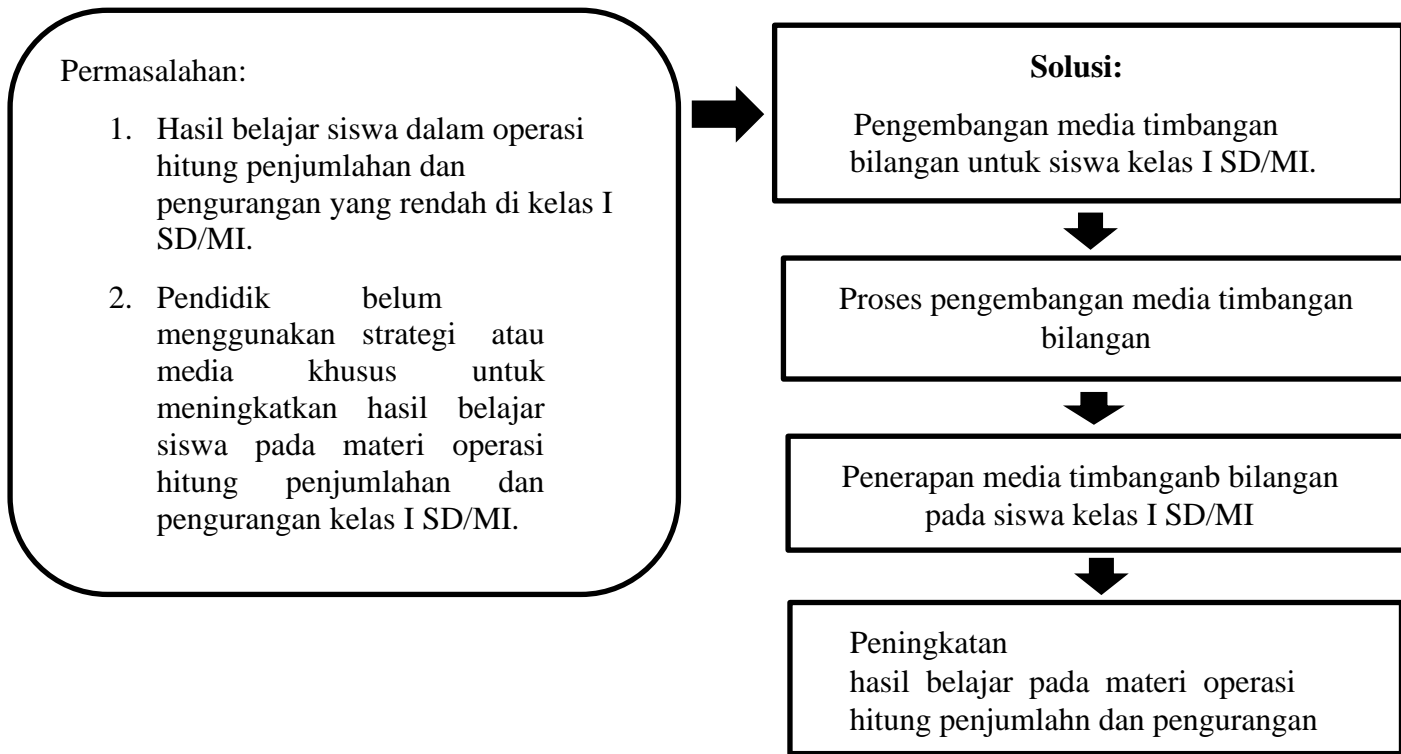 Permasalahan:
1. Hasil belajar siswa dalam operasi
hitung penjumlahan dan
pengurangan yang rendah di kelas I
SD/MI.
2. Pendidik belum
menggunakan strategi atau
media khusus untuk
meningkatkan hasil belajar
siswa pada materi operasi
hitung penjumlahan dan
pengurangan kelas I SD/MI.
Solusi:
Pengembangan media timbangan
bilangan untuk siswa kelas I SD/MI.
Proses pengembangan media timbangan
bilangan
Penerapan media timbanganb bilangan
pada siswa kelas I SD/MI
Peningkatan
hasil belajar pada materi operasi
hitung penjumlahn dan pengurangan